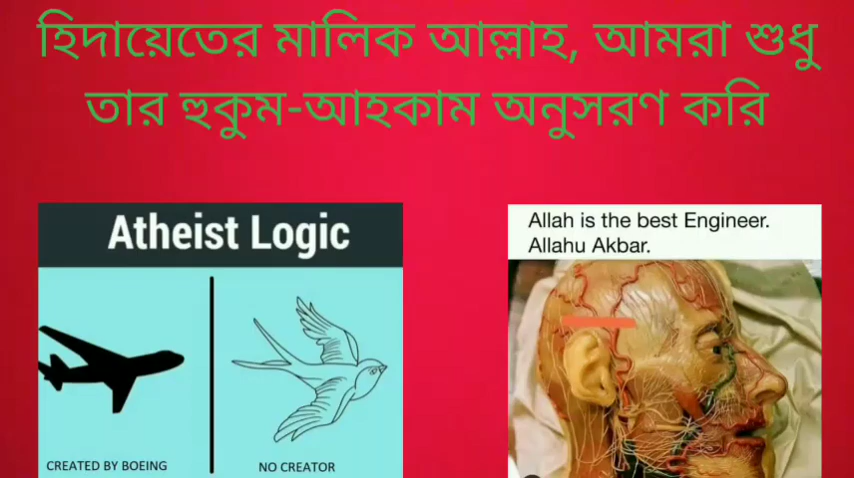 হিদায়েতের মালিক আল্লাহ, আমরা শুধু
তার হুকুম-আহকাম অনুসরণ করি
Atheist Logic
CREATED BY BOEING
NO CREATOR
Allah is the best Engineer.
Allahu Akbar.